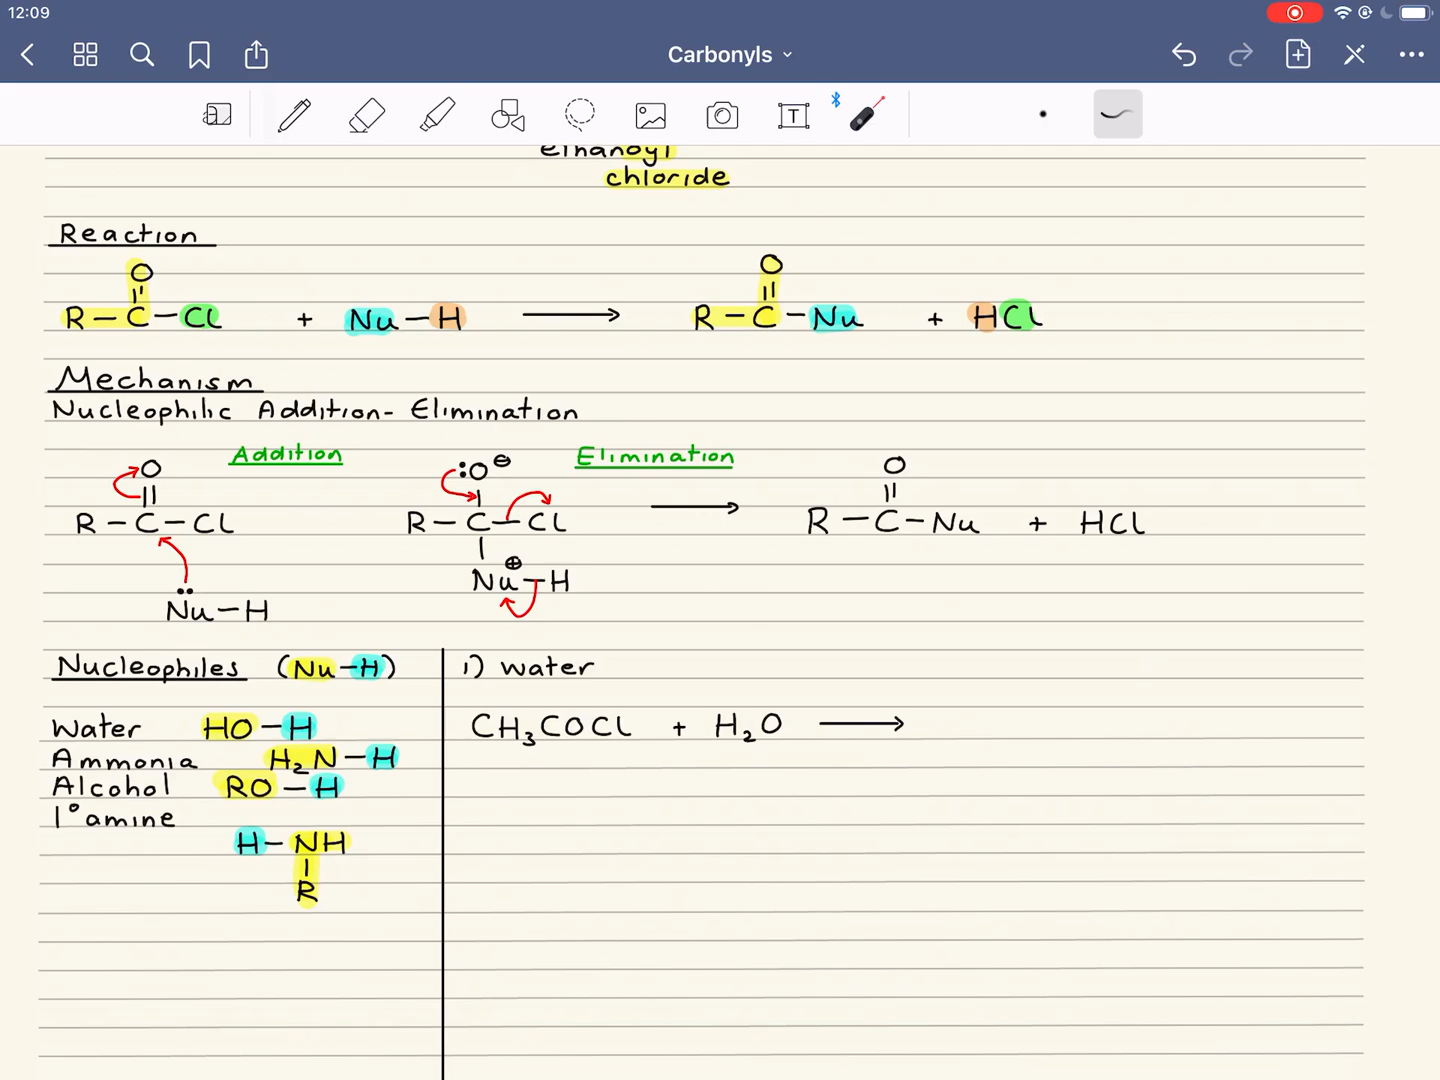 12:09
Carbonyls
T
ethanoyl
chloride
Reaction
O
R - C - Cl + Nu - H → R - C - Nu + HCl
O
Mechanism
Nucleophilic Addition - Elimination
Addition
Elimination
O
:O⊖
O
R - C - Cl
R - C - Cl → R - C - Nu + HCl
⊕
Nu - H
Nu - H
Nucleophiles (Nu - H)
Water HO - H
Ammonia H₂N - H
Alcohol RO - H
1° amine
H - NH
R
1) water
CH₃COCl + H₂O →